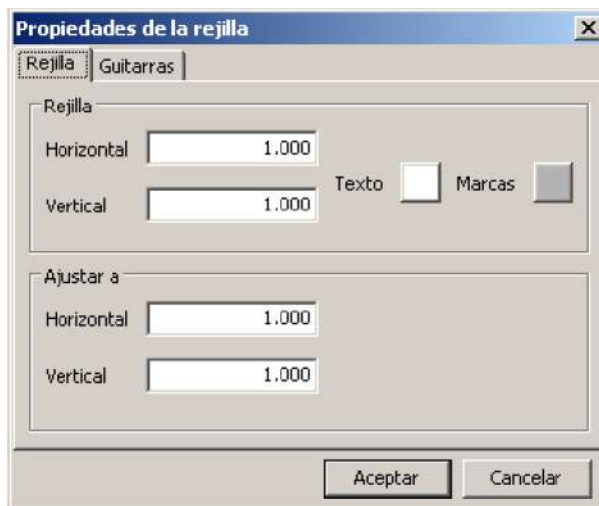 Propiedades de la rejilla
Rejilla Guitarras
Rejilla
Horizontal 1.000
Texto Marcas
Vertical 1.000
Ajustar a
Horizontal 1.000
Vertical 1.000
Aceptar Cancelar